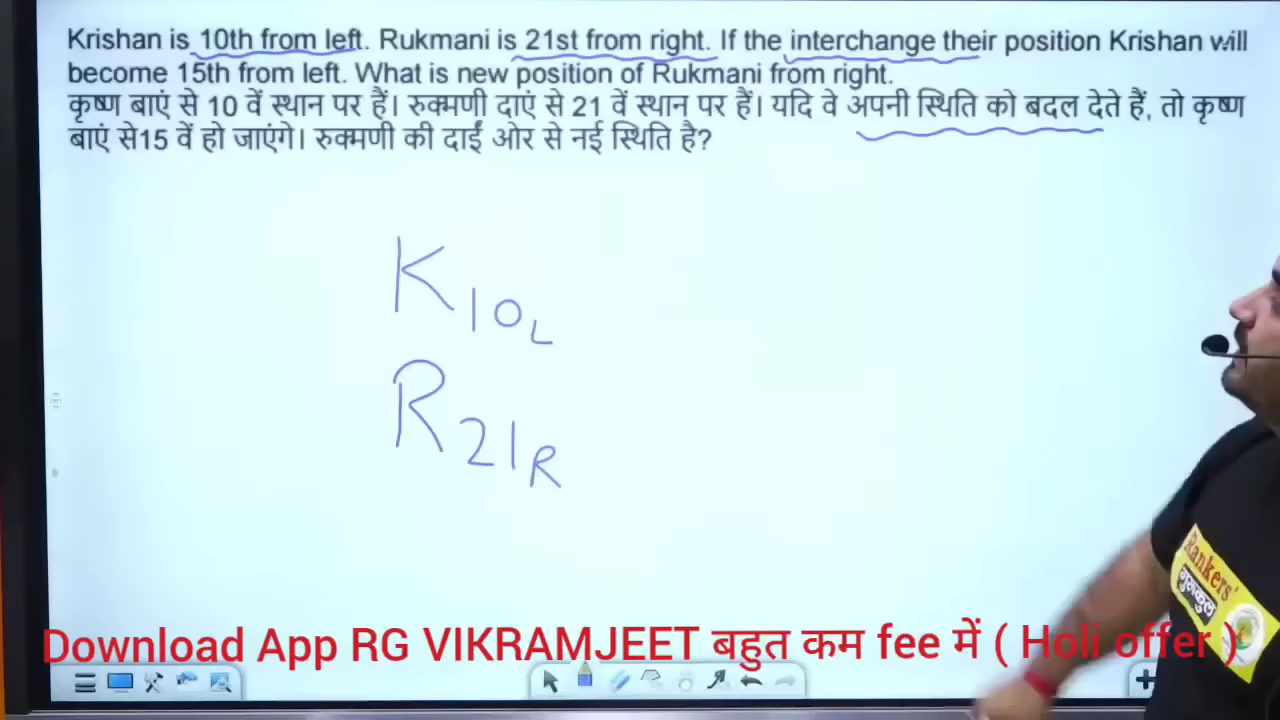 Krishan is 10th from left. Rukmani is 21st from right. If the interchange their position Krishan will
become 15th from left. What is new position of Rukmani from right.
कृष्ण बाएं से 10 वें स्थान पर हैं। रुक्मणी दाएं से 21 वें स्थान पर हैं। यदि वे अपनी स्थिति को बदल देते हैं, तो कृष्ण
बाएं से15 वें हो जाएंगे। रुक्मणी की दाईं ओर से नई स्थिति है?
K10L
R21R
Rankers'
गुरुकुल
Download App RG VIKRAMJEET बहुत कम fee में ( Holi offer )